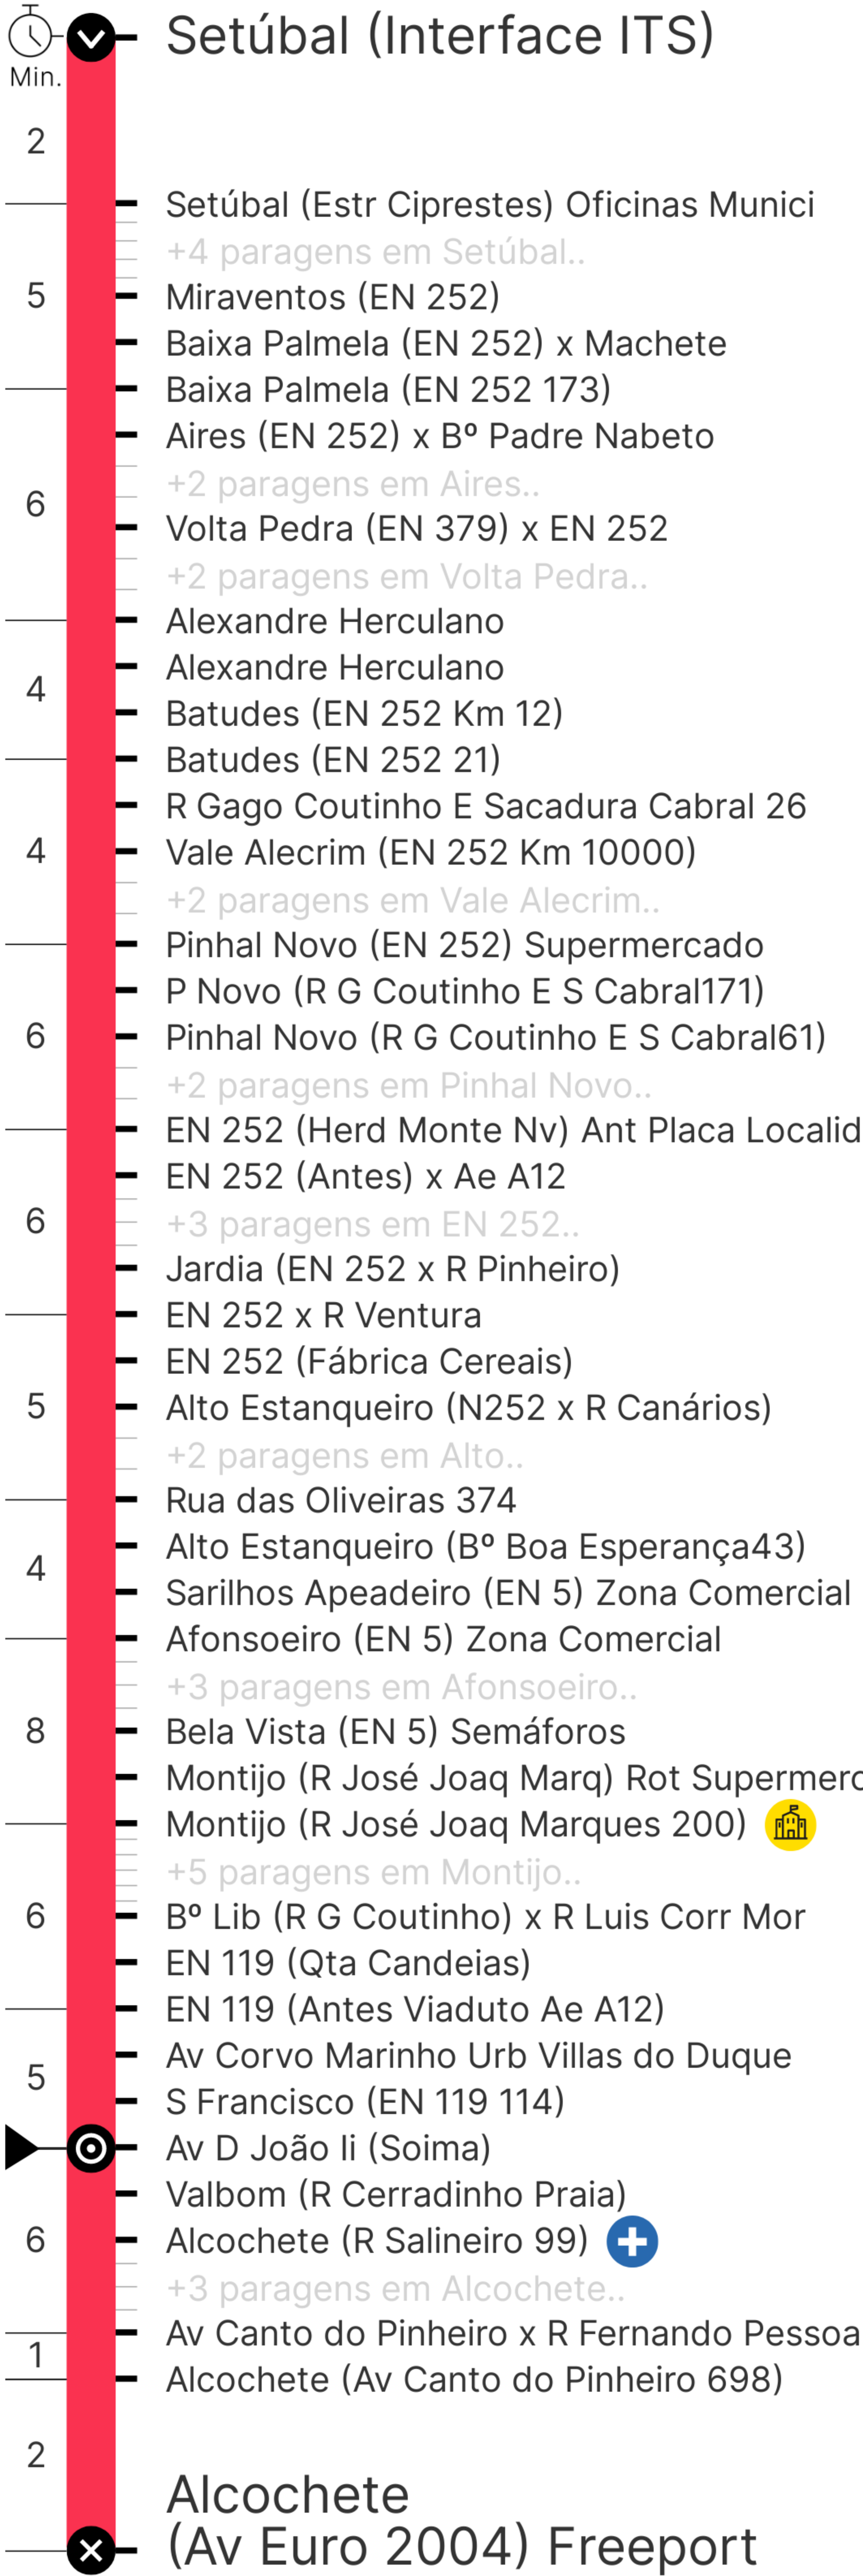 Setúbal (Interface ITS)
Min.
2
Setúbal (Estr Ciprestes) Oficinas Munici
+4 paragens em Setúbal..
5
Miraventos (EN 252)
Baixa Palmela (EN 252) x Machete
Baixa Palmela (EN 252 173)
Aires (EN 252) x Bº Padre Nabeto
+2 paragens em Aires..
6
Volta Pedra (EN 379) x EN 252
+2 paragens em Volta Pedra..
Alexandre Herculano
Alexandre Herculano
4
Batudes (EN 252 Km 12)
Batudes (EN 252 21)
R Gago Coutinho E Sacadura Cabral 26
4
Vale Alecrim (EN 252 Km 10000)
+2 paragens em Vale Alecrim..
Pinhal Novo (EN 252) Supermercado
P Novo (R G Coutinho E S Cabral171)
6
Pinhal Novo (R G Coutinho E S Cabral61)
+2 paragens em Pinhal Novo..
EN 252 (Herd Monte Nv) Ant Placa Localid
EN 252 (Antes) x Ae A12
6
+3 paragens em EN 252..
Jardia (EN 252 x R Pinheiro)
EN 252 x R Ventura
EN 252 (Fábrica Cereais)
5
Alto Estanqueiro (N252 x R Canários)
+2 paragens em Alto..
Rua das Oliveiras 374
Alto Estanqueiro (Bº Boa Esperança43)
4
Sarilhos Apeadeiro (EN 5) Zona Comercial
Afonsoeiro (EN 5) Zona Comercial
+3 paragens em Afonsoeiro..
8
Bela Vista (EN 5) Semáforos
Montijo (R José Joaq Marq) Rot Supermerc
Montijo (R José Joaq Marques 200)
+5 paragens em Montijo..
6
Bº Lib (R G Coutinho) x R Luis Corr Mor
EN 119 (Qta Candeias)
EN 119 (Antes Viaduto Ae A12)
Av Corvo Marinho Urb Villas do Duque
5
S Francisco (EN 119 114)
Av D João Ii (Soima)
Valbom (R Cerradinho Praia)
6
Alcochete (R Salineiro 99)
+3 paragens em Alcochete..
Av Canto do Pinheiro x R Fernando Pessoa
1
Alcochete (Av Canto do Pinheiro 698)
2
Alcochete
(Av Euro 2004) Freeport